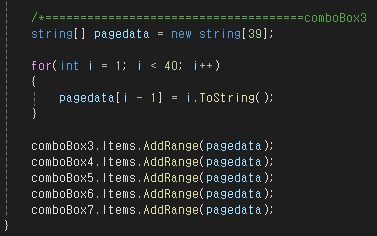 /*=====================================comboBox3
string[] pagedata = new string[39];
for(int i = 1; i < 40; i++)
{
pagedata[i - 1] = i.ToString();
}
comboBox3.Items.AddRange(pagedata);
comboBox4.Items.AddRange(pagedata);
comboBox5.Items.AddRange(pagedata);
comboBox6.Items.AddRange(pagedata);
comboBox7.Items.AddRange(pagedata);
}